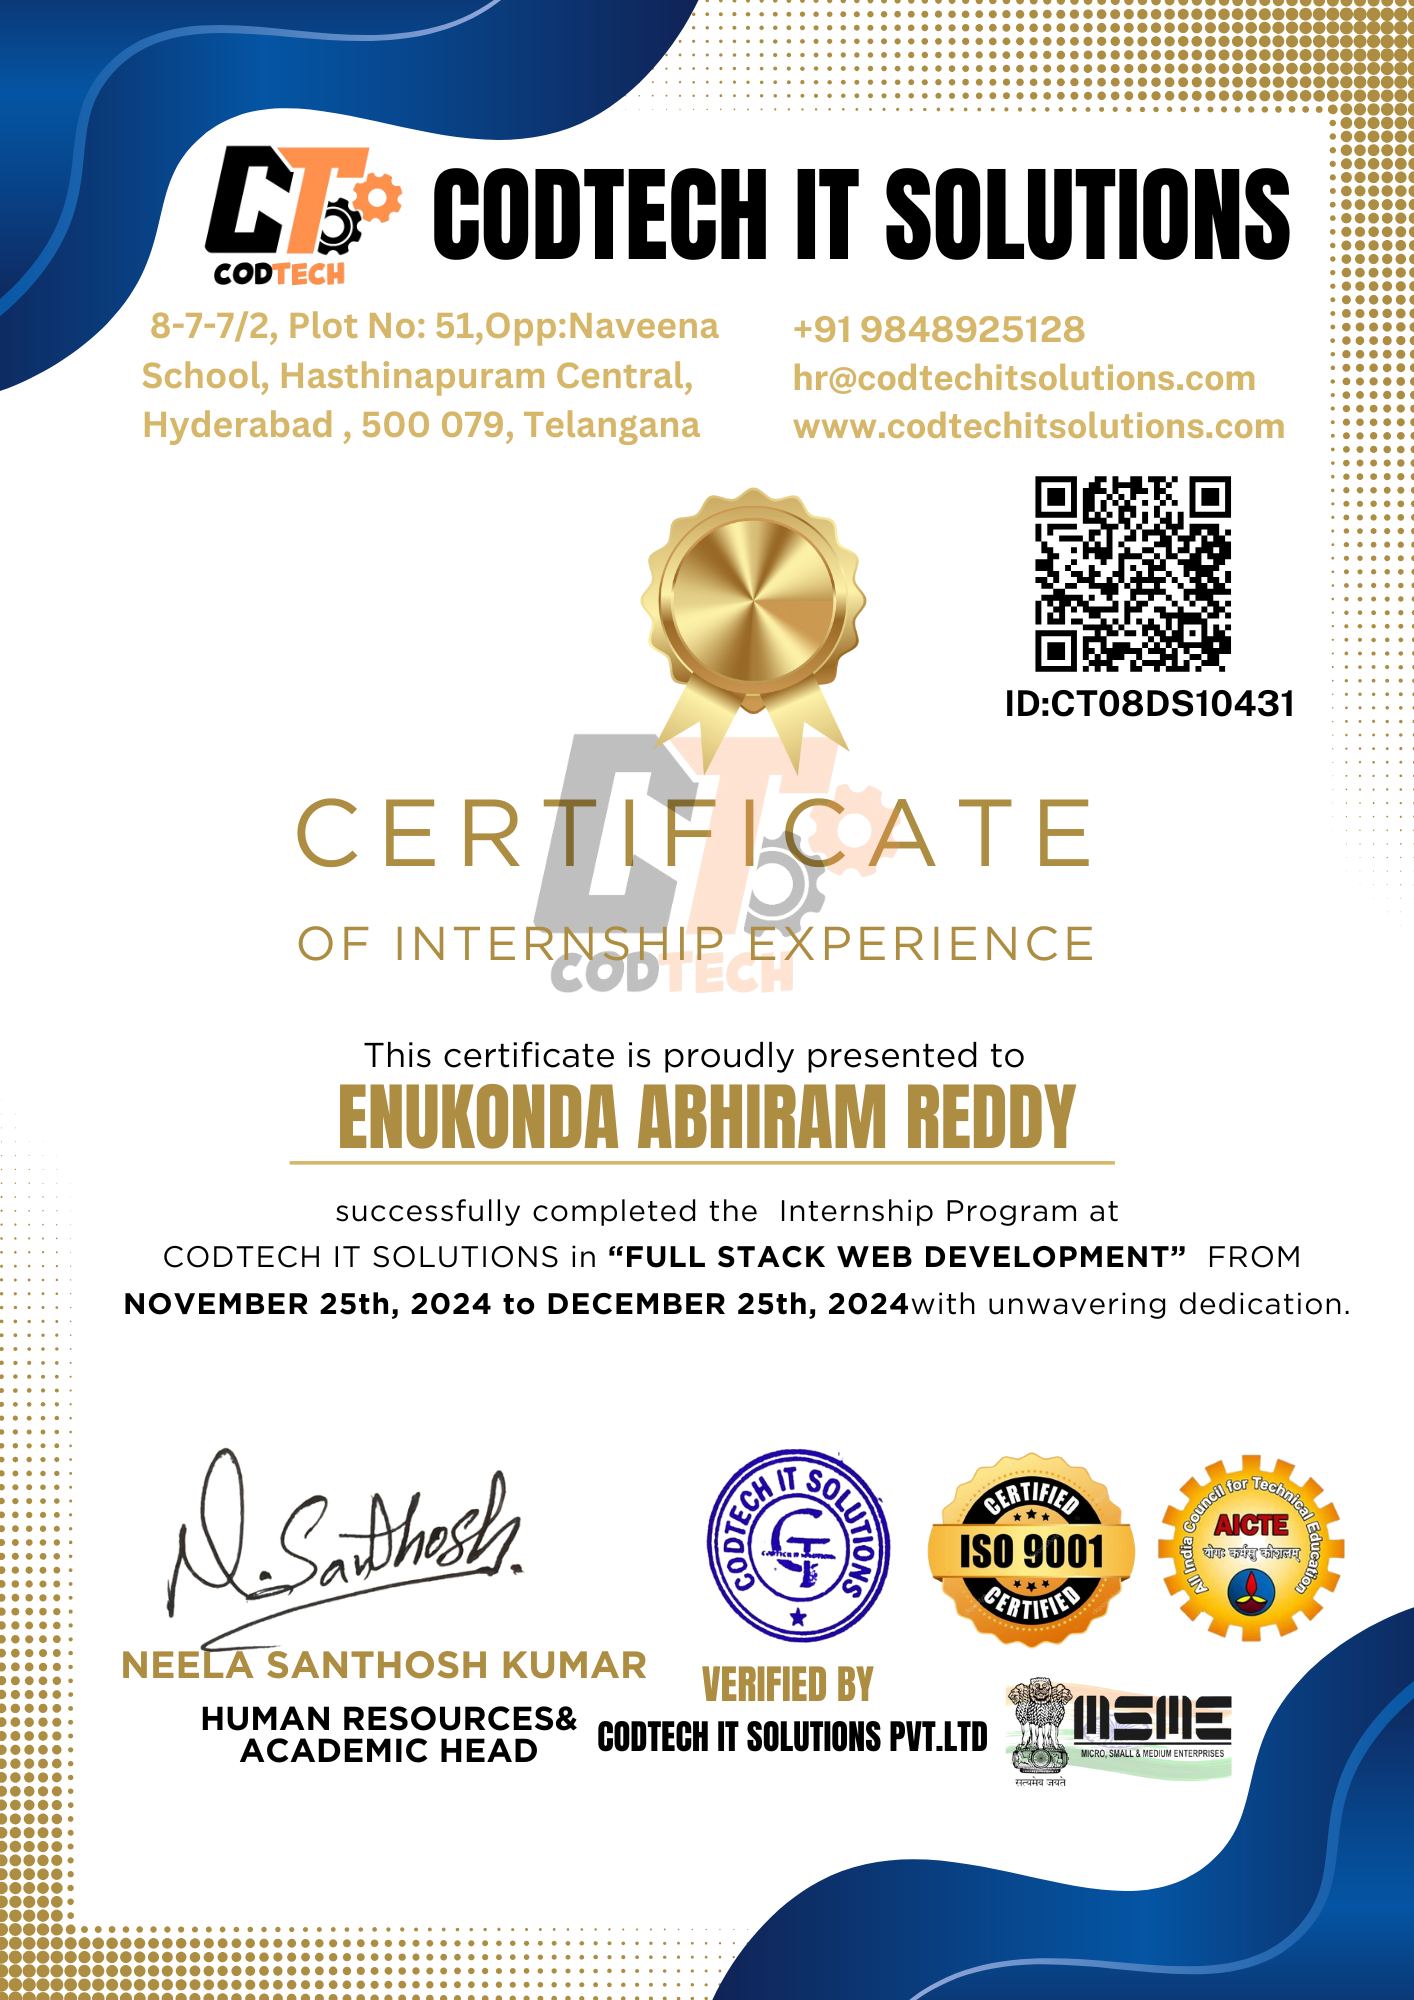 CT
CODTECH
CODTECH IT SOLUTIONS
8-7-7/2, Plot No: 51,Opp:Naveena
School, Hasthinapuram Central,
Hyderabad , 500 079, Telangana
+91 9848925128
hr@codtechitsolutions.com
www.codtechitsolutions.com
ID:CT08DS10431
CT
CERTIFICATE
OF INTERNSHIP EXPERIENCE
CODTECH
This certificate is proudly presented to
ENUKONDA ABHIRAM REDDY
successfully completed the Internship Program at
CODTECH IT SOLUTIONS in “FULL STACK WEB DEVELOPMENT” FROM
NOVEMBER 25th, 2024 to DECEMBER 25th, 2024with unwavering dedication.
N. Santhosh.
NEELA SANTHOSH KUMAR
HUMAN RESOURCES&
ACADEMIC HEAD
CODTECH IT SOLUTIONS
CT
VERIFIED BY
CODTECH IT SOLUTIONS PVT.LTD
CERTIFIED
ISO 9001
CERTIFIED
All India Council for Technical Education
AICTE
योगः कर्मसु कौशलम्
MSME
MICRO, SMALL & MEDIUM ENTERPRISES
सत्यमेव जयते